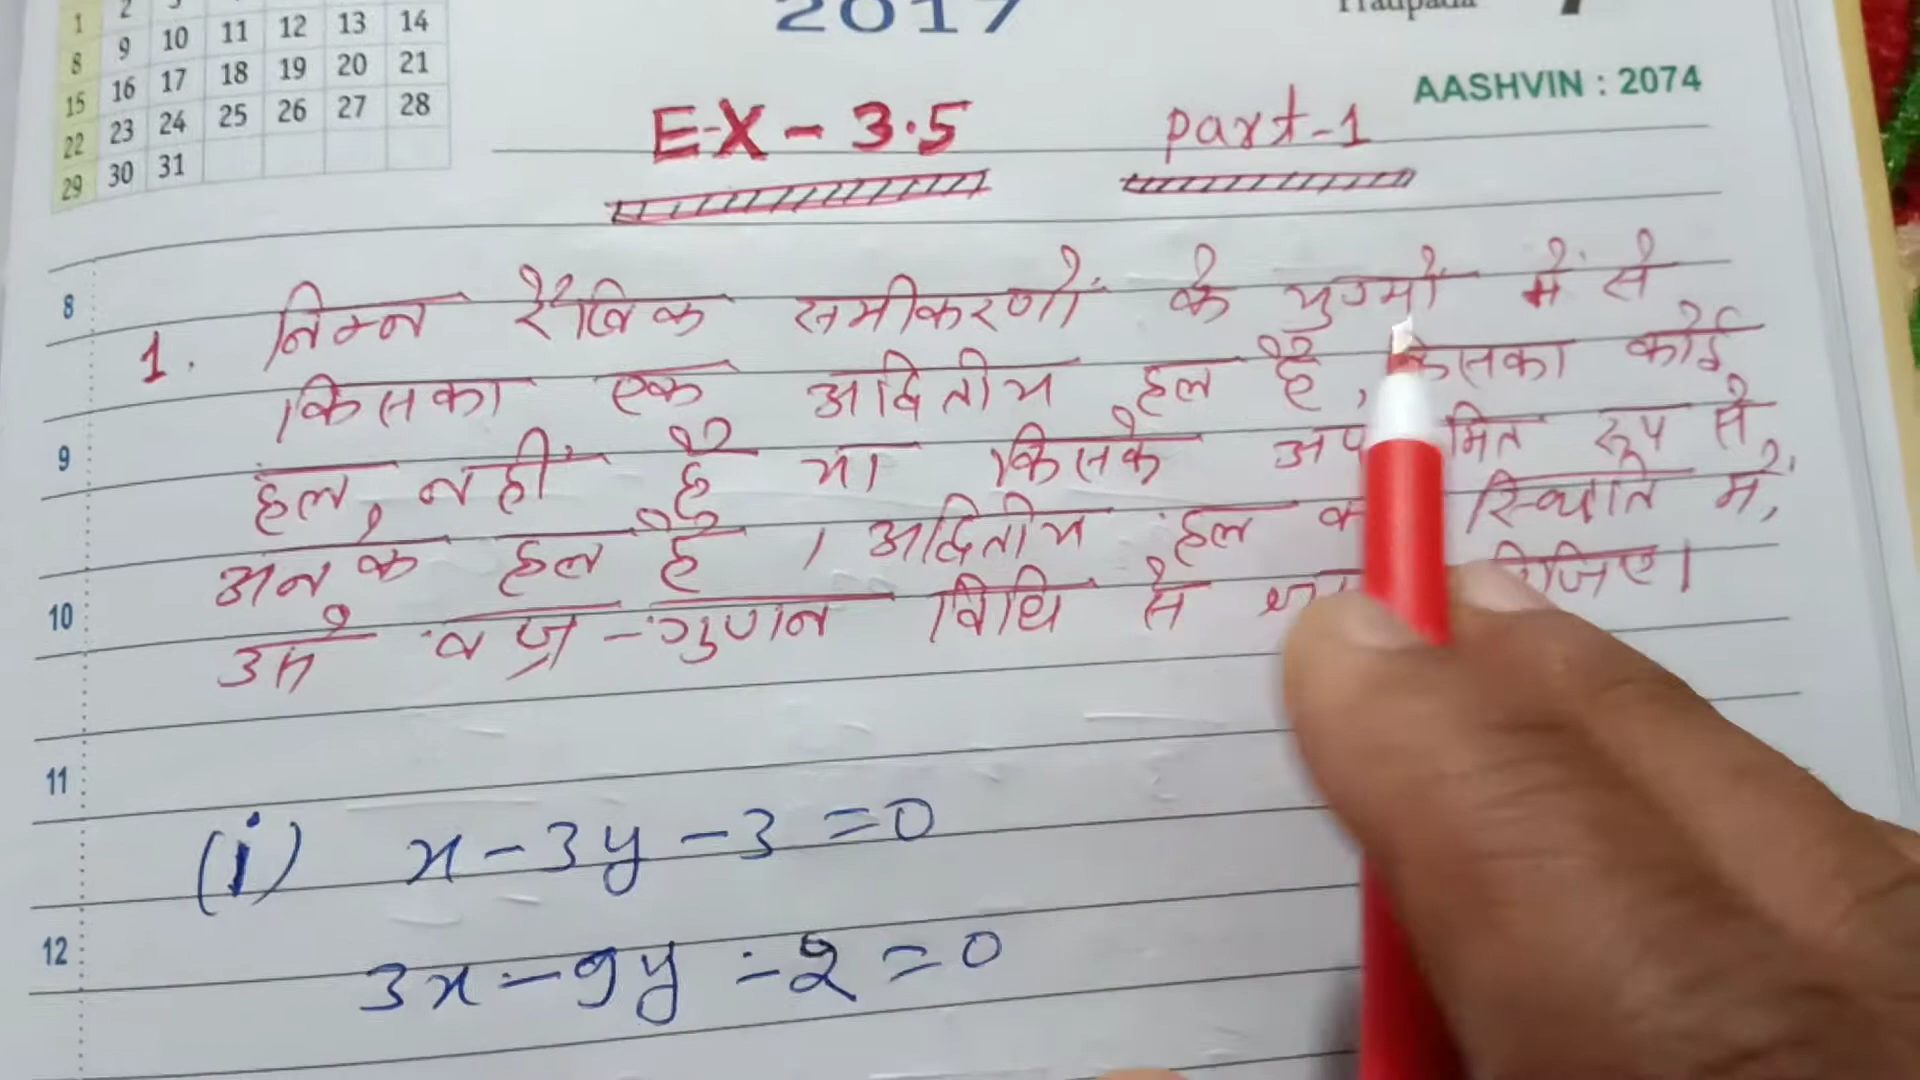 1 2
8 9 10 11 12 13 14
15 16 17 18 19 20 21
22 23 24 25 26 27 28
29 30 31
2017
AASHVIN : 2074
EX - 3.5
part-1
8
1. निम्न रैखिक समीकरणों के युग्मों में से
किसका एक अद्वितीय हल है, किसका कोई
9
हल, नहीं है या किसके रूप से
अनेक हल है । अद्वितीय हल स्थिति में,
10
उसे वज्र-गुणन विधि से
11
(i) x - 3y - 3 = 0
12
3x - 9y - 2 = 0